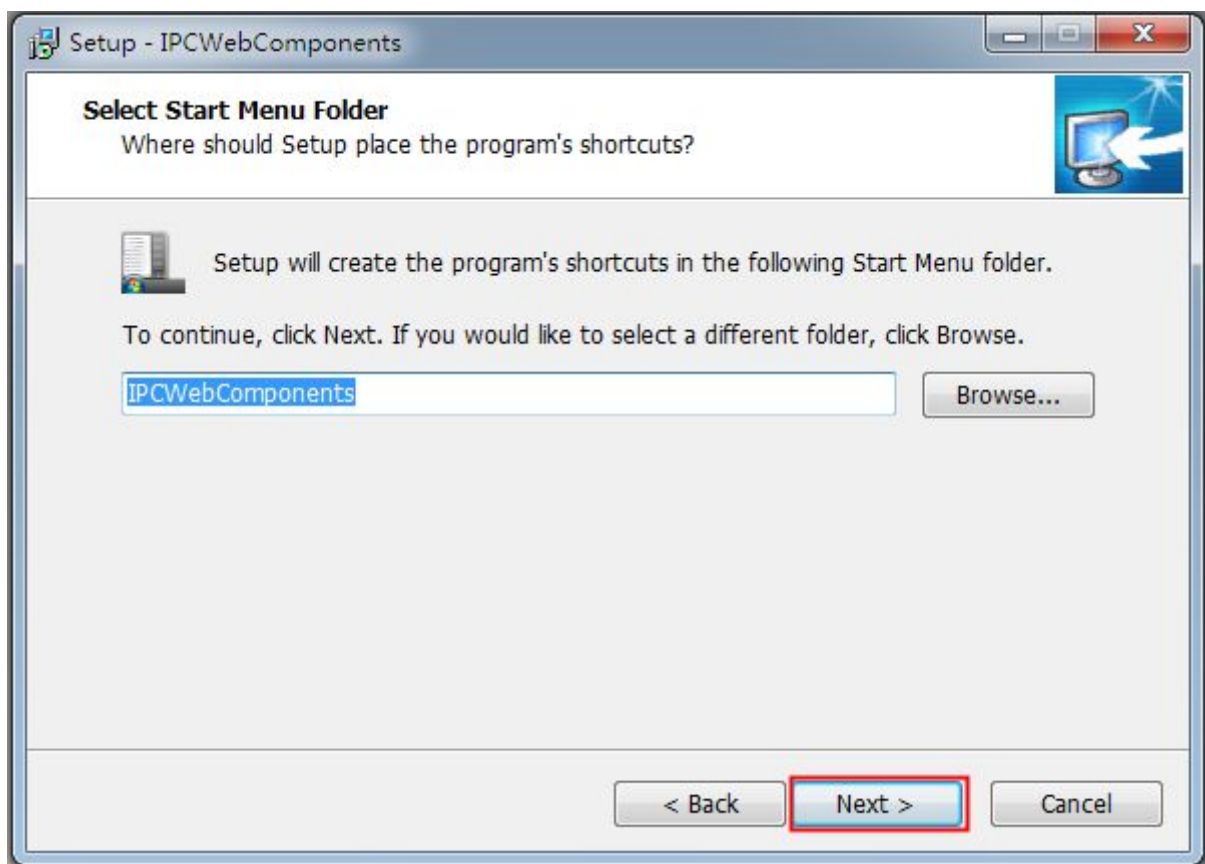 Setup - IPCWebComponents
Select Start Menu Folder
Where should Setup place the program's shortcuts?
Setup will create the program's shortcuts in the following Start Menu folder.
To continue, click Next. If you would like to select a different folder, click Browse.
IPCWebComponents
Browse...
< Back
Next >
Cancel